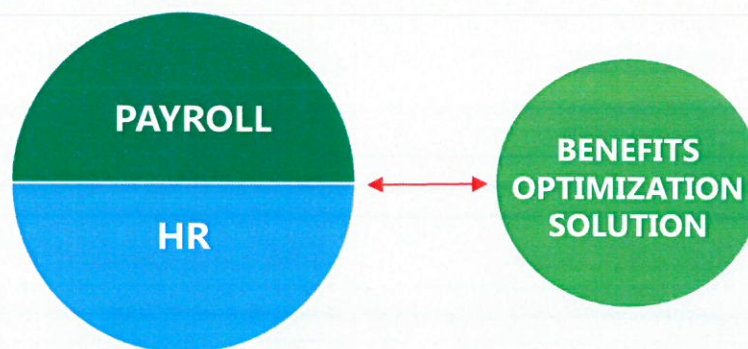 PAYROLL
HR
BENEFITS
OPTIMIZATION
SOLUTION